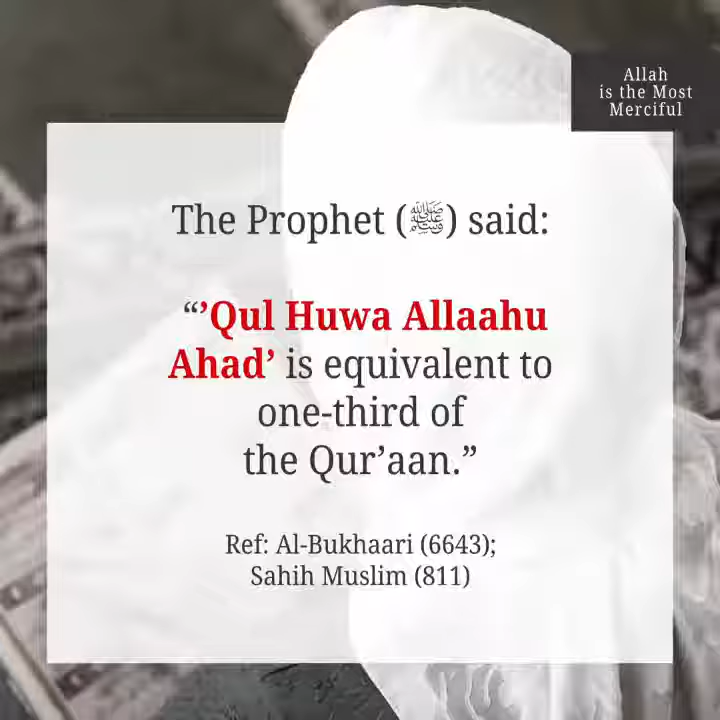 Allah
is the Most
Merciful
The Prophet (ﷺ) said:
“’Qul Huwa Allaahu
Ahad’ is equivalent to
one-third of
the Qur’aan.”
Ref: Al-Bukhaari (6643);
Sahih Muslim (811)